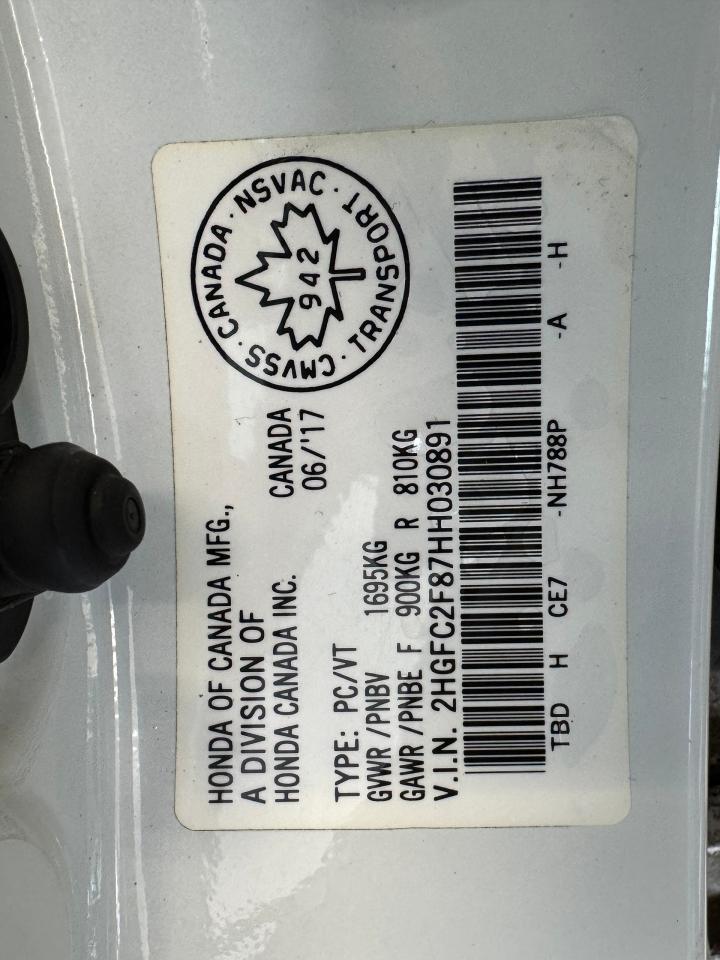 HONDA OF CANADA MFG.,
A DIVISION OF
HONDA CANADA INC.
CANADA
06/'17
CANADA · NSVAC · TRANSPORT · CMVSS ·
942
TYPE: PC/VT
GVWR /PNBV 1695KG
GAWR /PNBE F 900KG R 810KG
V.I.N. 2HGFC2F87HH030891
TBD H CE7 -NH788P -A -H